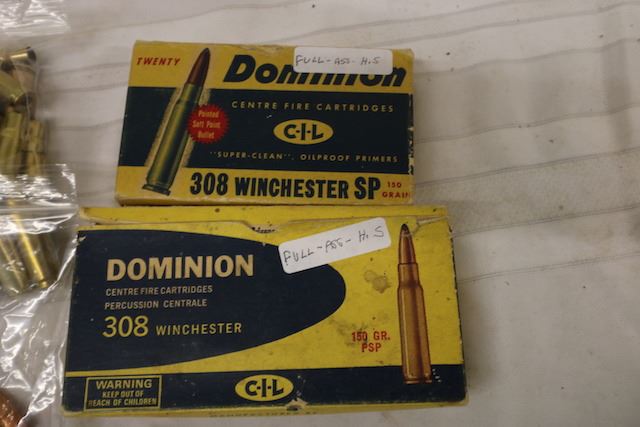 TWENTY
Dominion
FULL-ASS-H.S
CENTRE FIRE CARTRIDGES
Pointed
Soft Point
Bullet
C-I-L
"SUPER-CLEAN", OILPROOF PRIMERS
308 WINCHESTER SP 150
GRAIN
FULL-ASS-H.S
DOMINION
CENTRE FIRE CARTRIDGES
PERCUSSION CENTRALE
308 WINCHESTER
150 GR.
PSP
WARNING
KEEP OUT OF
REACH OF CHILDREN
C-I-L